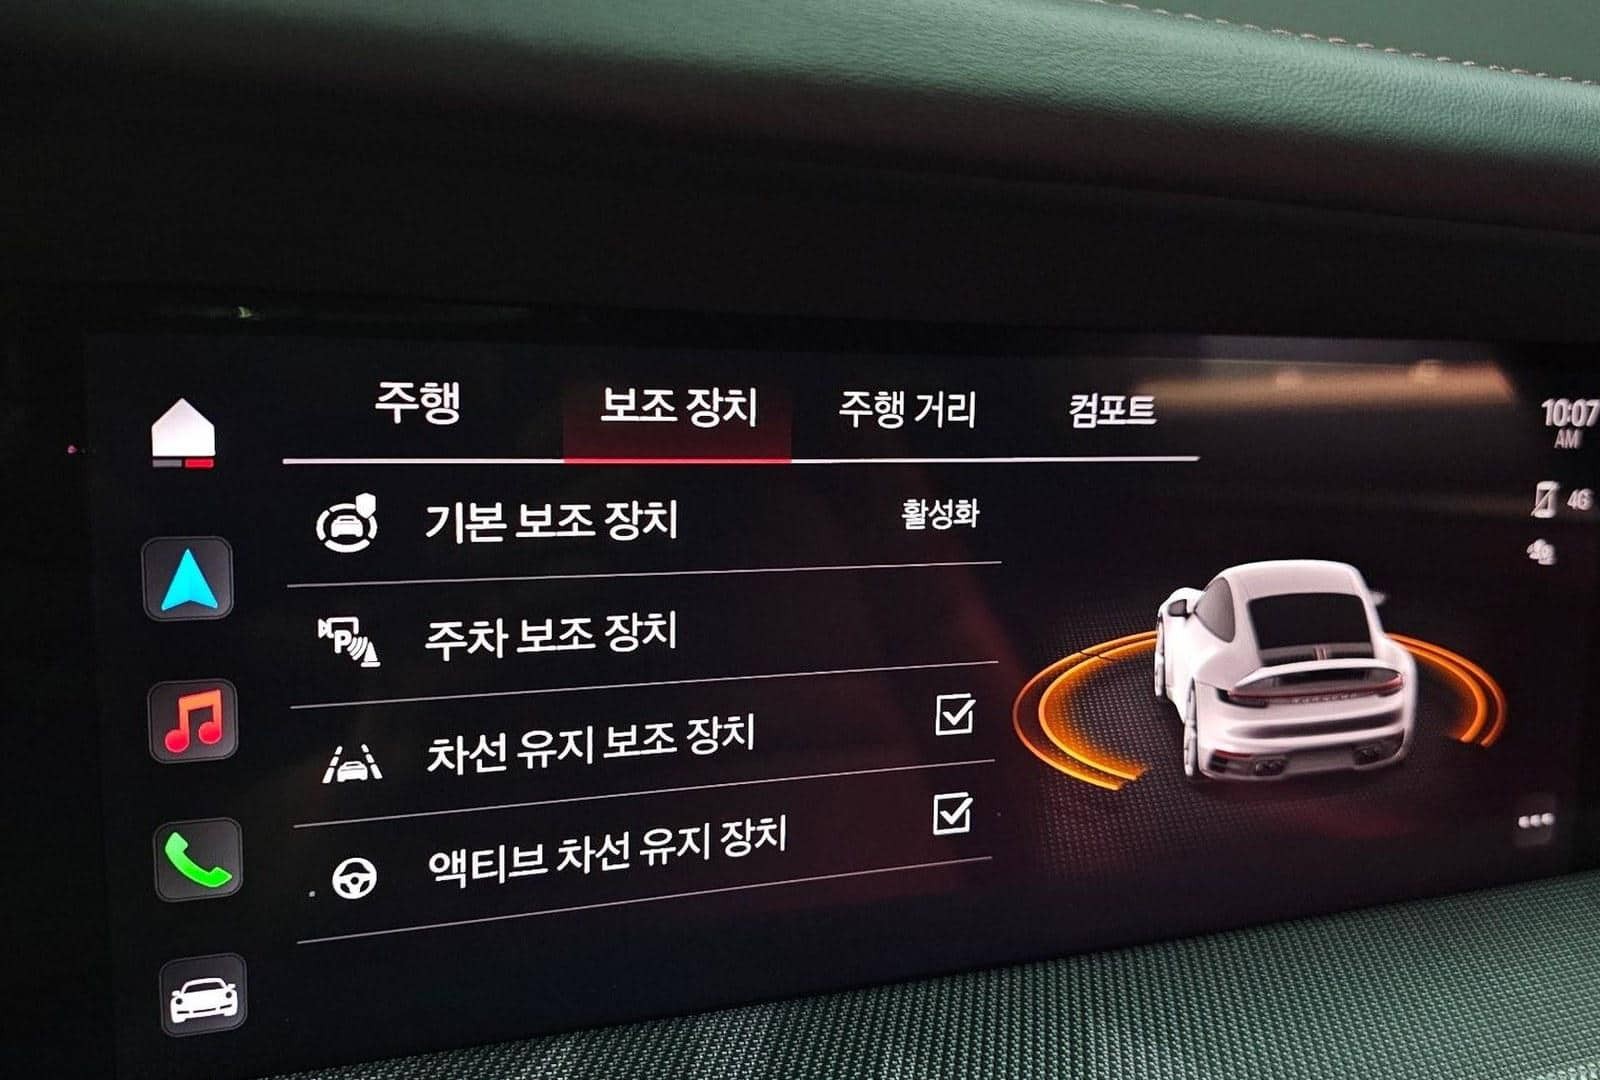 주행 보조 장치 주행 거리 컴포트
10:07
AM
4G
기본 보조 장치 활성화
주차 보조 장치
P
차선 유지 보조 장치
액티브 차선 유지 장치
PORSCHE